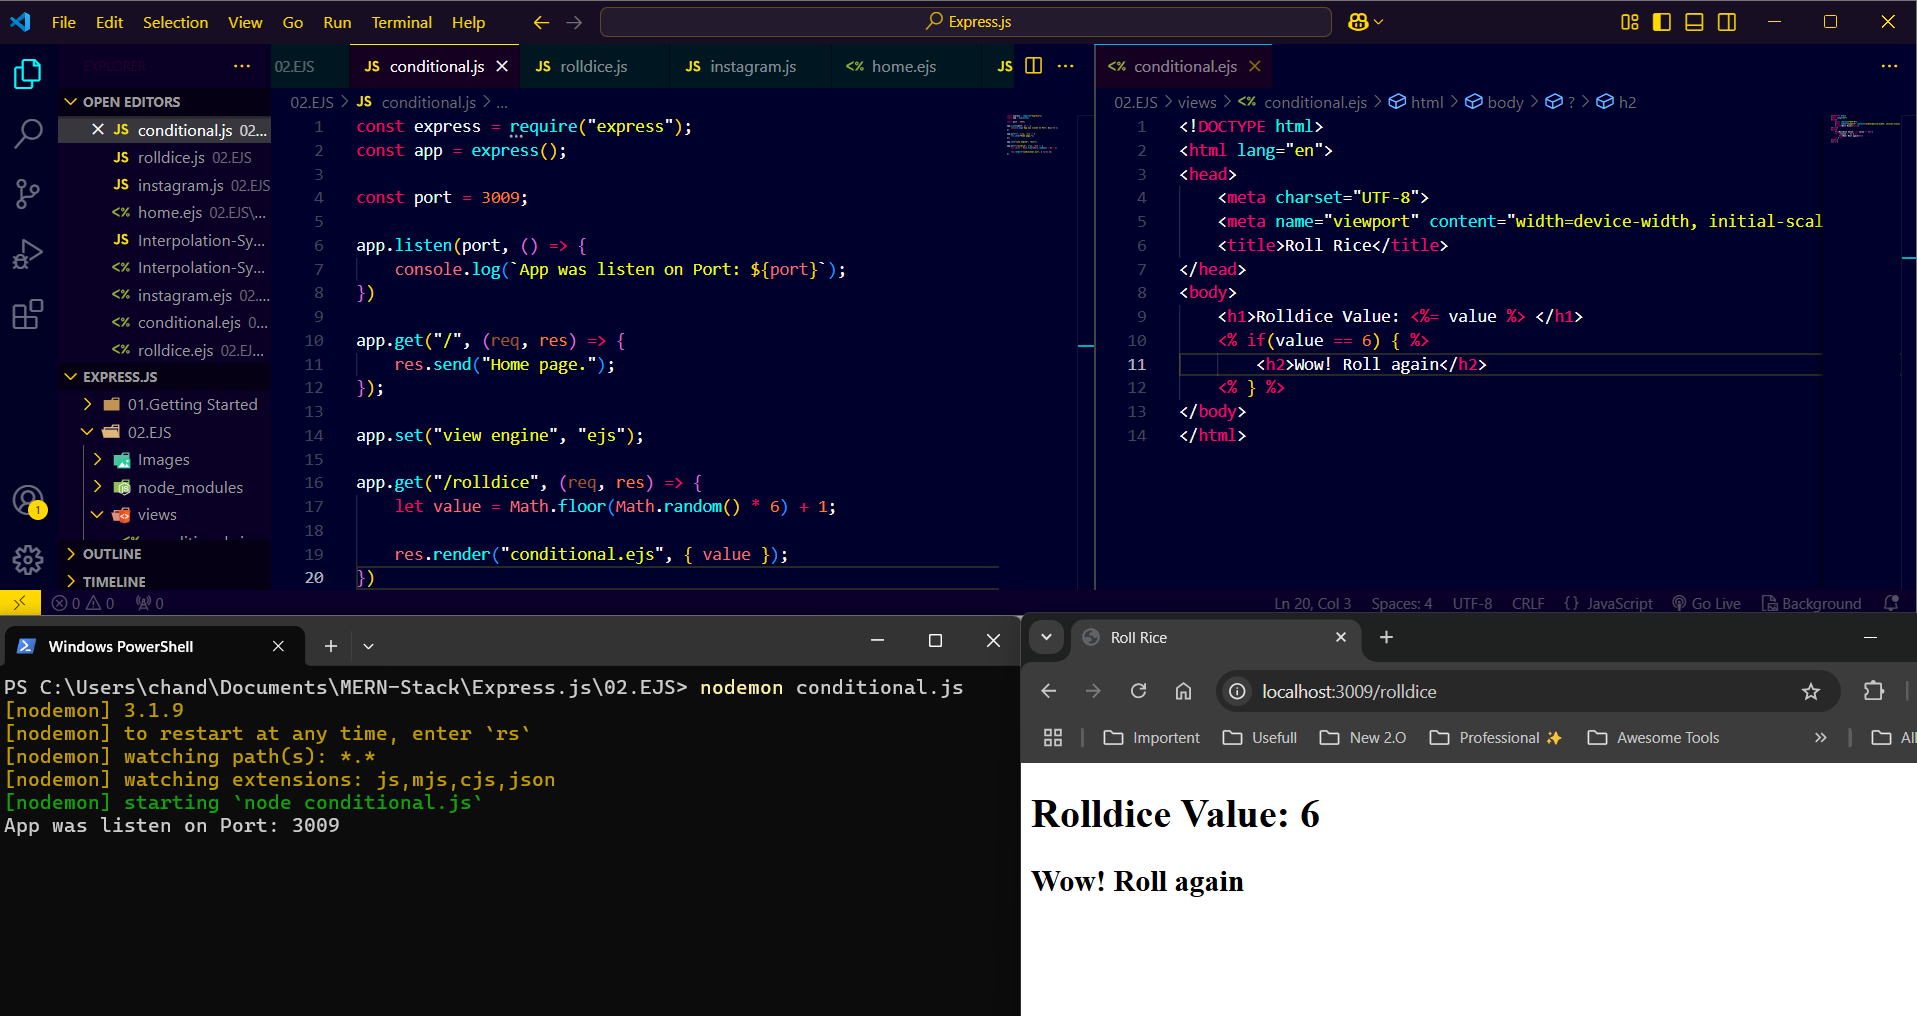 File Edit Selection View Go Run Terminal Help
Express.js
EXPLORER
OPEN EDITORS
JS conditional.js 02...
JS rolldice.js 02.EJS
JS instagram.js 02.EJS
<% home.ejs 02.EJS\...
JS Interpolation-Sy...
<% Interpolation-Sy...
<% instagram.ejs 02....
<% conditional.ejs 0...
<% rolldice.ejs 02.EJ...
EXPRESS.JS
01.Getting Started
02.EJS
Images
node_modules
views
OUTLINE
TIMELINE
1
02.EJS JS conditional.js JS rolldice.js JS instagram.js <% home.ejs JS
02.EJS > JS conditional.js > ...
1 const express = require("express");
2 const app = express();
3
4 const port = 3009;
5
6 app.listen(port, () => {
7 console.log(`App was listen on Port: ${port}`);
8 })
9
10 app.get("/", (req, res) => {
11 res.send("Home page.");
12 });
13
14 app.set("view engine", "ejs");
15
16 app.get("/rolldice", (req, res) => {
17 let value = Math.floor(Math.random() * 6) + 1;
18
19 res.render("conditional.ejs", { value });
20 })
<% conditional.ejs
02.EJS > views > <% conditional.ejs > html > body > ? > h2
1 <!DOCTYPE html>
2 <html lang="en">
3 <head>
4 <meta charset="UTF-8">
5 <meta name="viewport" content="width=device-width, initial-scal
6 <title>Roll Rice</title>
7 </head>
8 <body>
9 <h1>Rolldice Value: <%= value %> </h1>
10 <% if(value == 6) { %>
11 <h2>Wow! Roll again</h2>
12 <% } %>
13 </body>
14 </html>
0 0 0
Ln 20, Col 3 Spaces: 4 UTF-8 CRLF {} JavaScript Go Live Background
Windows PowerShell
PS C:\Users\chand\Documents\MERN-Stack\Express.js\02.EJS> nodemon conditional.js
[nodemon] 3.1.9
[nodemon] to restart at any time, enter `rs`
[nodemon] watching path(s): *.*
[nodemon] watching extensions: js,mjs,cjs,json
[nodemon] starting `node conditional.js`
App was listen on Port: 3009
Roll Rice
localhost:3009/rolldice
Importent Usefull New 2.O Professional ✨ Awesome Tools » All
Rolldice Value: 6
Wow! Roll again